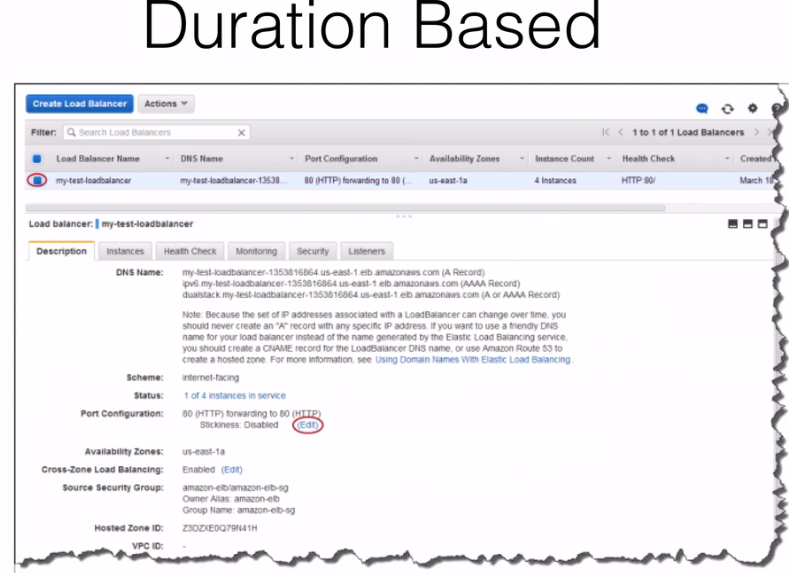 Duration Based
Create Load Balancer Actions
Filter: Search Load Balancers X 1 to 1 of 1 Load Balancers
Load Balancer Name DNS Name Port Configuration Availability Zones Instance Count Health Check Created
my-test-loadbalancer my-test-loadbalancer-13538... 80 (HTTP) forwarding to 80 (... us-east-1a 4 Instances HTTP:80/ March 18
Load balancer: my-test-loadbalancer
Description Instances Health Check Monitoring Security Listeners
DNS Name: my-test-loadbalancer-1353816864.us-east-1.elb.amazonaws.com (A Record)
ipv6.my-test-loadbalancer-1353816864.us-east-1.elb.amazonaws.com (AAAA Record)
dualstack.my-test-loadbalancer-1353816864.us-east-1.elb.amazonaws.com (A or AAAA Record)
Note: Because the set of IP addresses associated with a LoadBalancer can change over time, you
should never create an "A" record with any specific IP address. If you want to use a friendly DNS
name for your load balancer instead of the name generated by the Elastic Load Balancing service,
you should create a CNAME record for the LoadBalancer DNS name, or use Amazon Route 53 to
create a hosted zone. For more information, see Using Domain Names With Elastic Load Balancing.
Scheme: internet-facing
Status: 1 of 4 instances in service
Port Configuration: 80 (HTTP) forwarding to 80 (HTTP)
Stickiness: Disabled (Edit)
Availability Zones: us-east-1a
Cross-Zone Load Balancing: Enabled (Edit)
Source Security Group: amazon-elb/amazon-elb-sg
Owner Alias: amazon-elb
Group Name: amazon-elb-sg
Hosted Zone ID: Z3DZXE0Q79N41H
VPC ID: -